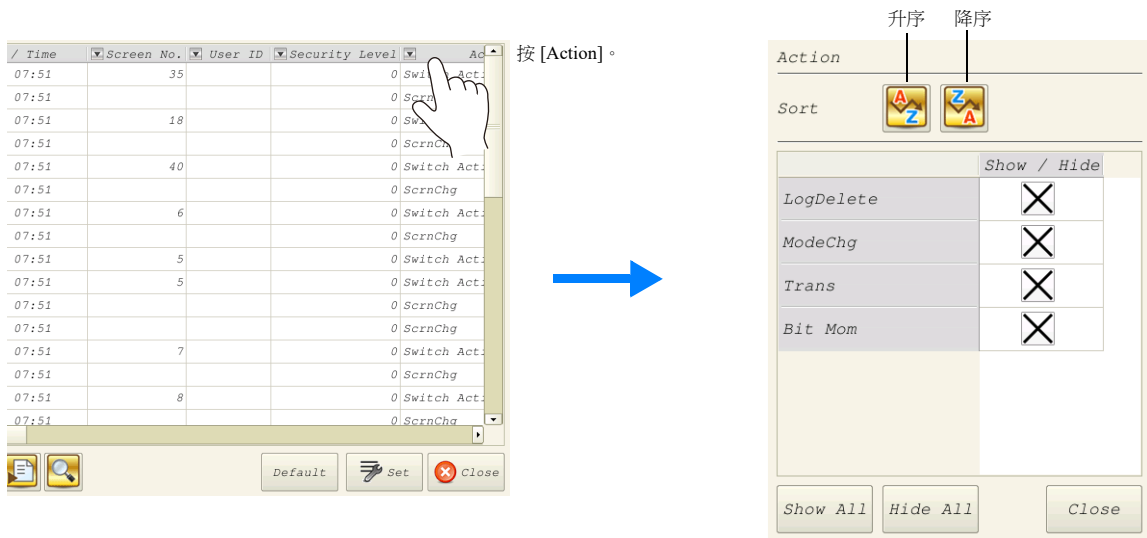 升序 降序
/ Time Screen No. User ID Security Level Ac
按 [Action]。
07:51 35 0 Switch Acti
07:51 0 Scrn
07:51 18 0 Sw
07:51 0 ScrnCh
07:51 40 0 Switch Acti
07:51 0 ScrnChg
07:51 6 0 Switch Acti
07:51 0 ScrnChg
07:51 5 0 Switch Acti
07:51 5 0 Switch Acti
07:51 0 ScrnChg
07:51 0 ScrnChg
07:51 7 0 Switch Acti
07:51 0 ScrnChg
07:51 8 0 Switch Acti
07:51 0 ScrnChg
Default Set Close
Action
Sort A Z Z A
Show / Hide
LogDelete
ModeChg
Trans
Bit Mom
Show All Hide All Close